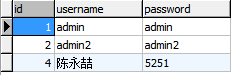 id username password
1 admin admin
2 admin2 admin2
4 陈永喆 5251